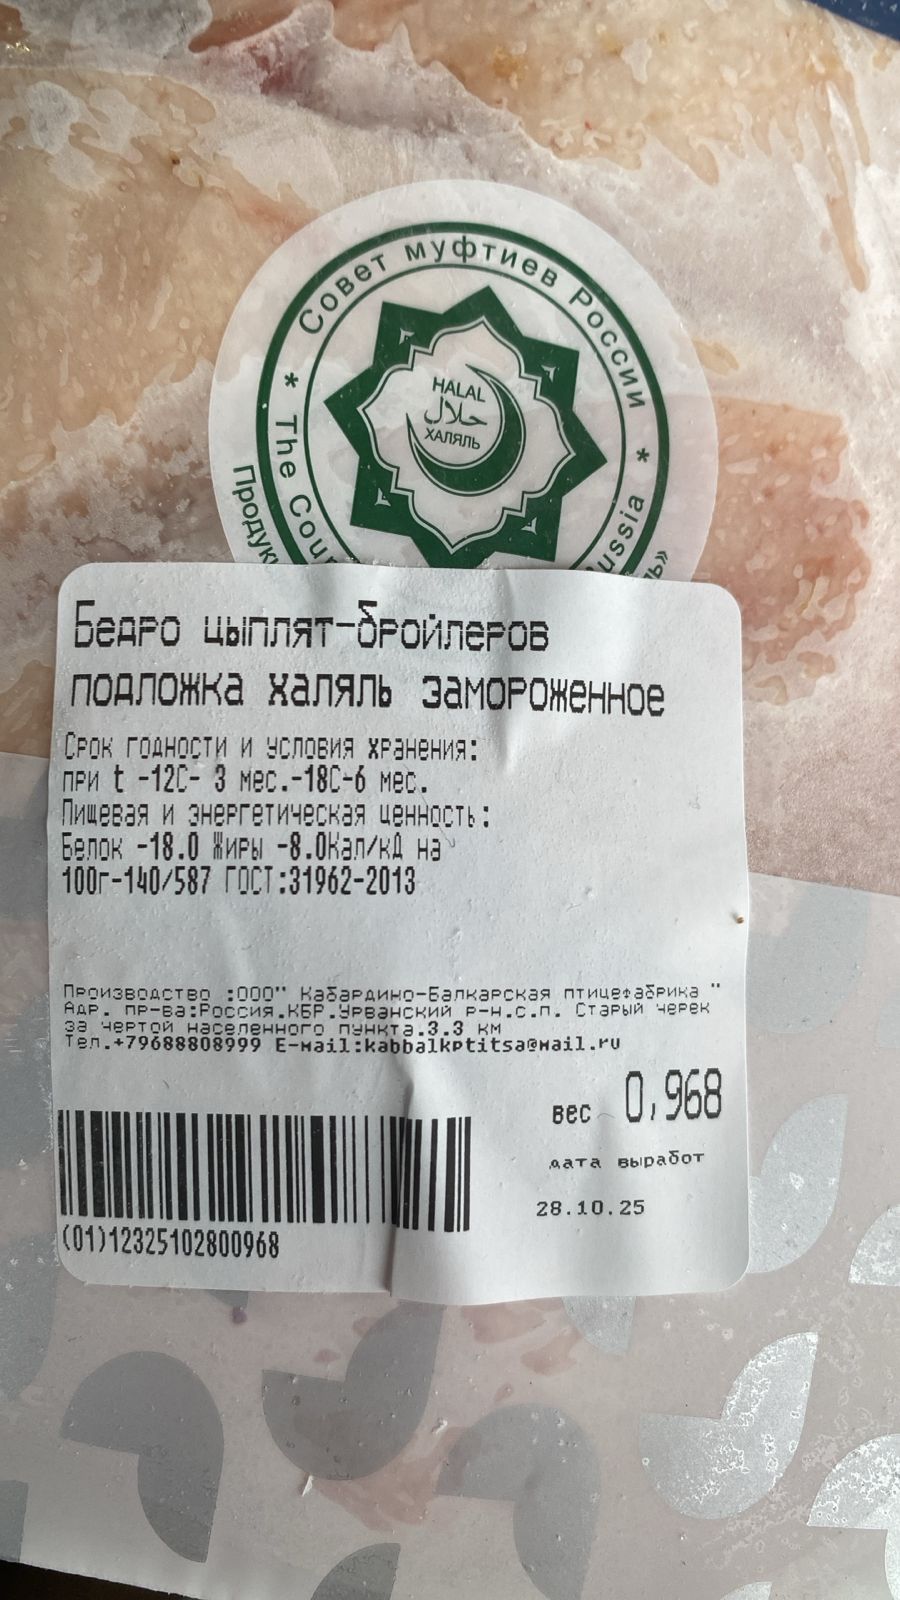 Совет муфтиев России
* The Cou ussia *
HALAL
حلال
ХАЛЯЛЬ
Бедро цыплят-бройлеров
подложка халяль замороженное
Срок годности и условия хранения:
при t -12С- 3 мес.-18С-6 мес.
Пищевая и энергетическая ценность:
Белок -18.0 Жиры -8.0Кал/кД на
100г-140/587 ГОСТ:31962-2013
Производство :ООО" Кабардино-Балкарская птицефабрика "
Адр. пр-ва:Россия.КБР.Урванский р-н.с.п. Старый черек
за чертой населенного пункта.3.3 км
Тел.+79688808999 E-mail:kabbalkptitsa@mail.ru
вес 0,968
дата выработ
28.10.25
(01)12325102800968